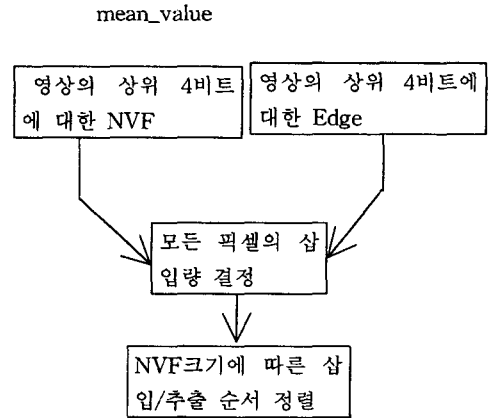 mean_value
영상의 상위 4비트
에 대한 NVF
영상의 상위 4비트에
대한 Edge
모든 픽셀의 삽
입량 결정
NVF크기에 따른 삽
입/추출 순서 정렬